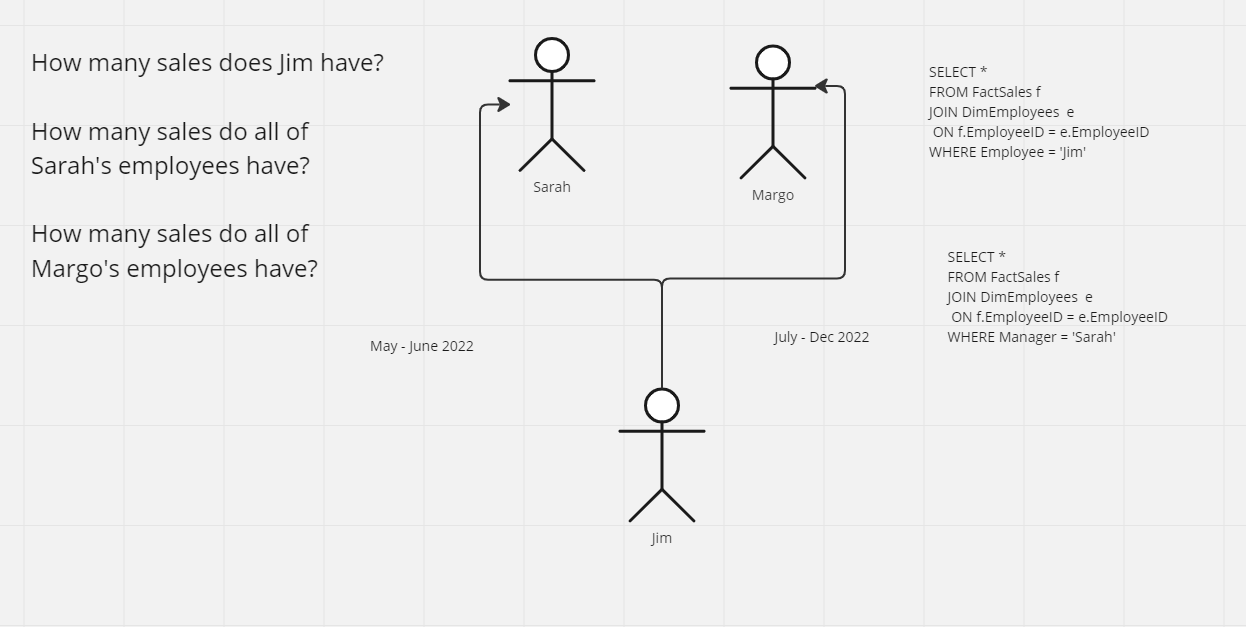 How many sales does Jim have?
How many sales do all of
Sarah's employees have?
How many sales do all of
Margo's employees have?
Sarah
Margo
May - June 2022
July - Dec 2022
Jim
SELECT *
FROM FactSales f
JOIN DimEmployees  e
 ON f.EmployeeID = e.EmployeeID
WHERE Employee = 'Jim'
SELECT *
FROM FactSales f
JOIN DimEmployees  e
 ON f.EmployeeID = e.EmployeeID
WHERE Manager = 'Sarah'